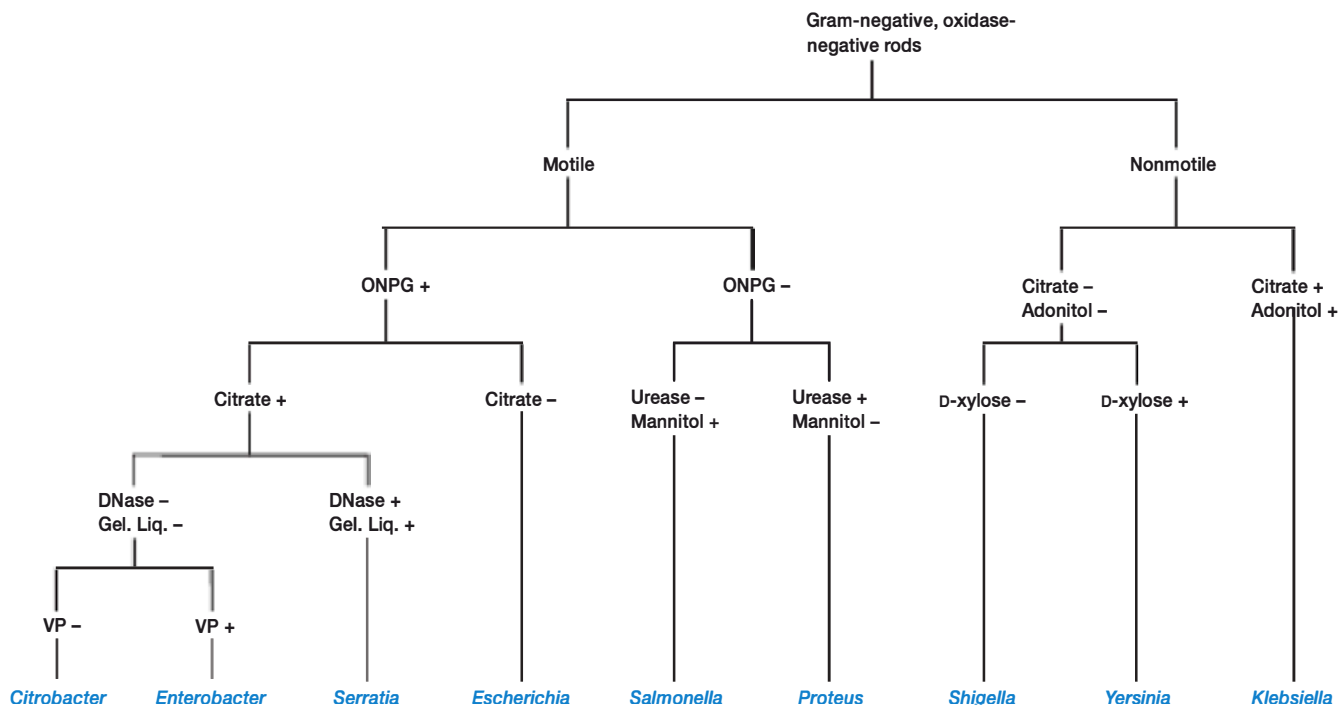 Gram-negative, oxidase-
negative rods
Motile
Nonmotile
ONPG +
ONPG –
Citrate –
Adonitol –
Citrate +
Adonitol +
Citrate +
Citrate –
Urease –
Mannitol +
Urease +
Mannitol –
D-xylose –
D-xylose +
DNase –
Gel. Liq. –
DNase +
Gel. Liq. +
VP –
VP +
Citrobacter
Enterobacter
Serratia
Escherichia
Salmonella
Proteus
Shigella
Yersinia
Klebsiella